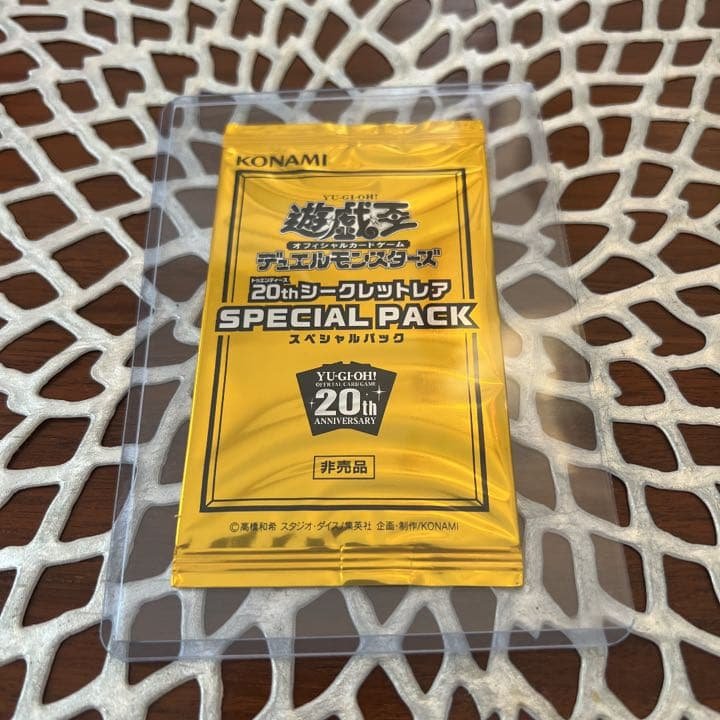 KONAMI
YU-GI-OH!
遊戯王
オフィシャルカードゲーム
デュエルモンスターズ
トゥエンティース
20thシークレットレア
SPECIAL PACK
スペシャルパック
YU-GI-OH!
OFFICIAL CARD GAME
20th
ANNIVERSARY
非売品
©高橋和希 スタジオ・ダイス/集英社 企画・制作/KONAMI